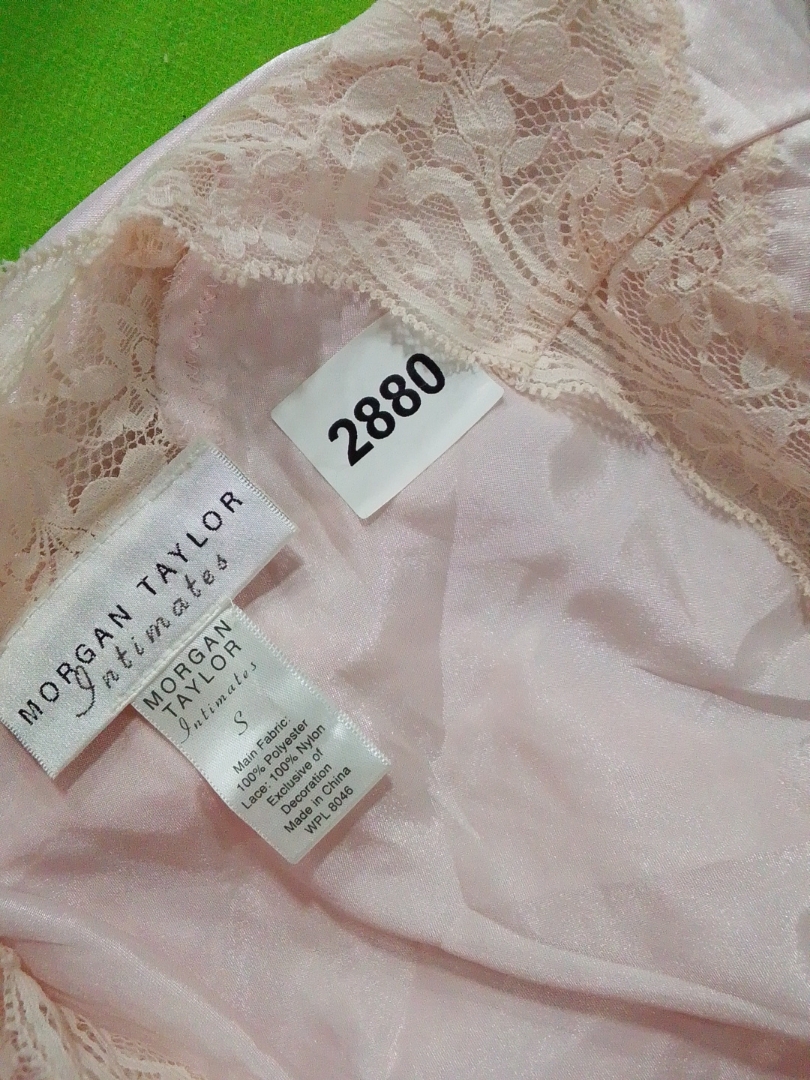 2880
MORGAN TAYLOR
Intimates
MORGAN
TAYLOR
Intimates
S
Main Fabric:
100% Polyester
Lace: 100% Nylon
Exclusive of
Decoration
Made in China
WPL 8046